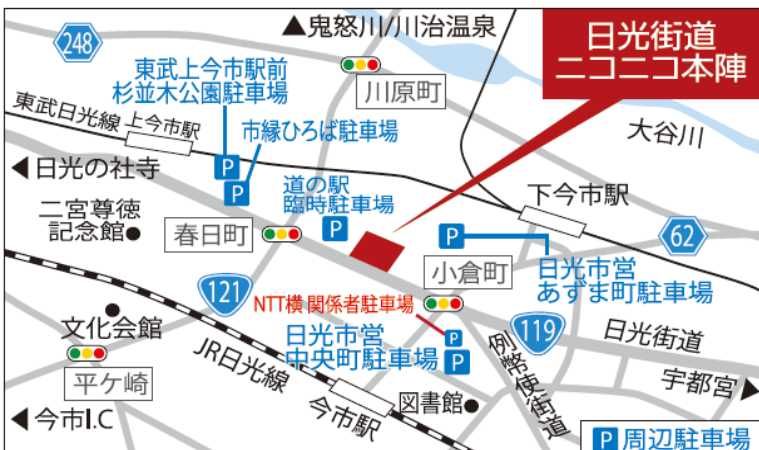 ▲鬼怒川/川治温泉
日光街道
ニコニコ本陣
248
東武上今市駅前
杉並木公園駐車場
川原町
東武日光線
上今市駅
P
市縁ひろば駐車場
P
大谷川
◀日光の社寺
道の駅
臨時駐車場
P
下今市駅
二宮尊徳
記念館
春日町
P
62
小倉町
日光市営
あずま町駐車場
121
NTT横 関係者駐車場
P
119
日光街道
文化会館
日光市営
中央町駐車場
P
例幣使街道
平ケ崎
JR日光線
今市駅
図書館
宇都宮▶
◀今市I.C
P 周辺駐車場